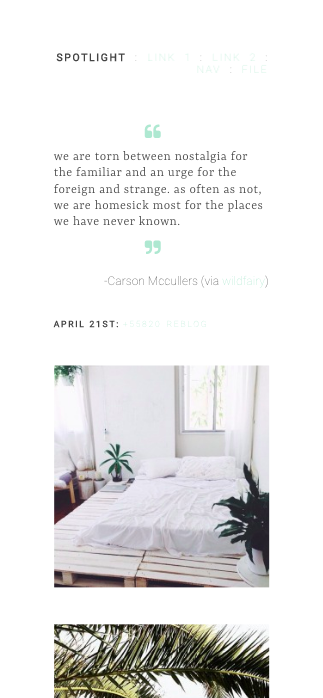 SPOTLIGHT : LINK 1 : LINK 2 :
NAV : FILE
❝
we are torn between nostalgia for
the familiar and an urge for the
foreign and strange. as often as not,
we are homesick most for the places
we have never known.
❞
-Carson Mccullers (via wildfairy)
APRIL 21ST: REBLOG